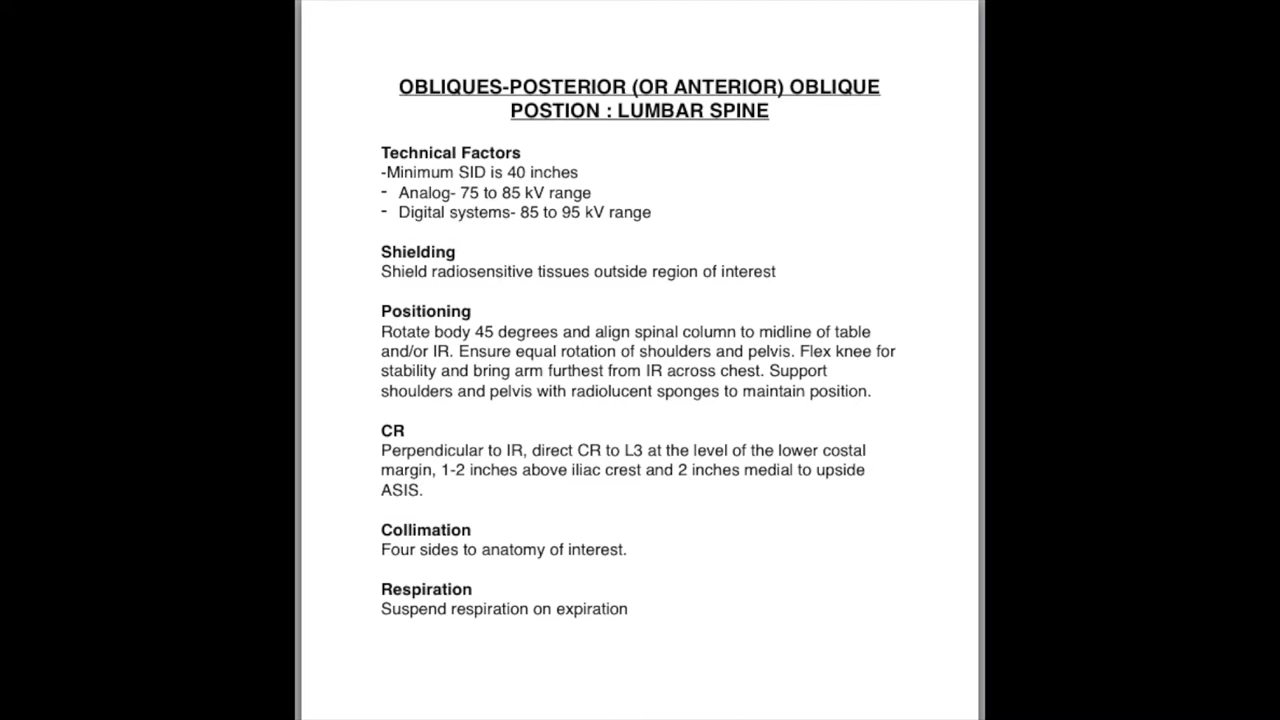 OBLIQUES-POSTERIOR (OR ANTERIOR) OBLIQUE
POSTION : LUMBAR SPINE
Technical Factors
-Minimum SID is 40 inches
- Analog- 75 to 85 kV range
- Digital systems- 85 to 95 kV range
Shielding
Shield radiosensitive tissues outside region of interest
Positioning
Rotate body 45 degrees and align spinal column to midline of table
and/or IR. Ensure equal rotation of shoulders and pelvis. Flex knee for
stability and bring arm furthest from IR across chest. Support
shoulders and pelvis with radiolucent sponges to maintain position.
CR
Perpendicular to IR, direct CR to L3 at the level of the lower costal
margin, 1-2 inches above iliac crest and 2 inches medial to upside
ASIS.
Collimation
Four sides to anatomy of interest.
Respiration
Suspend respiration on expiration